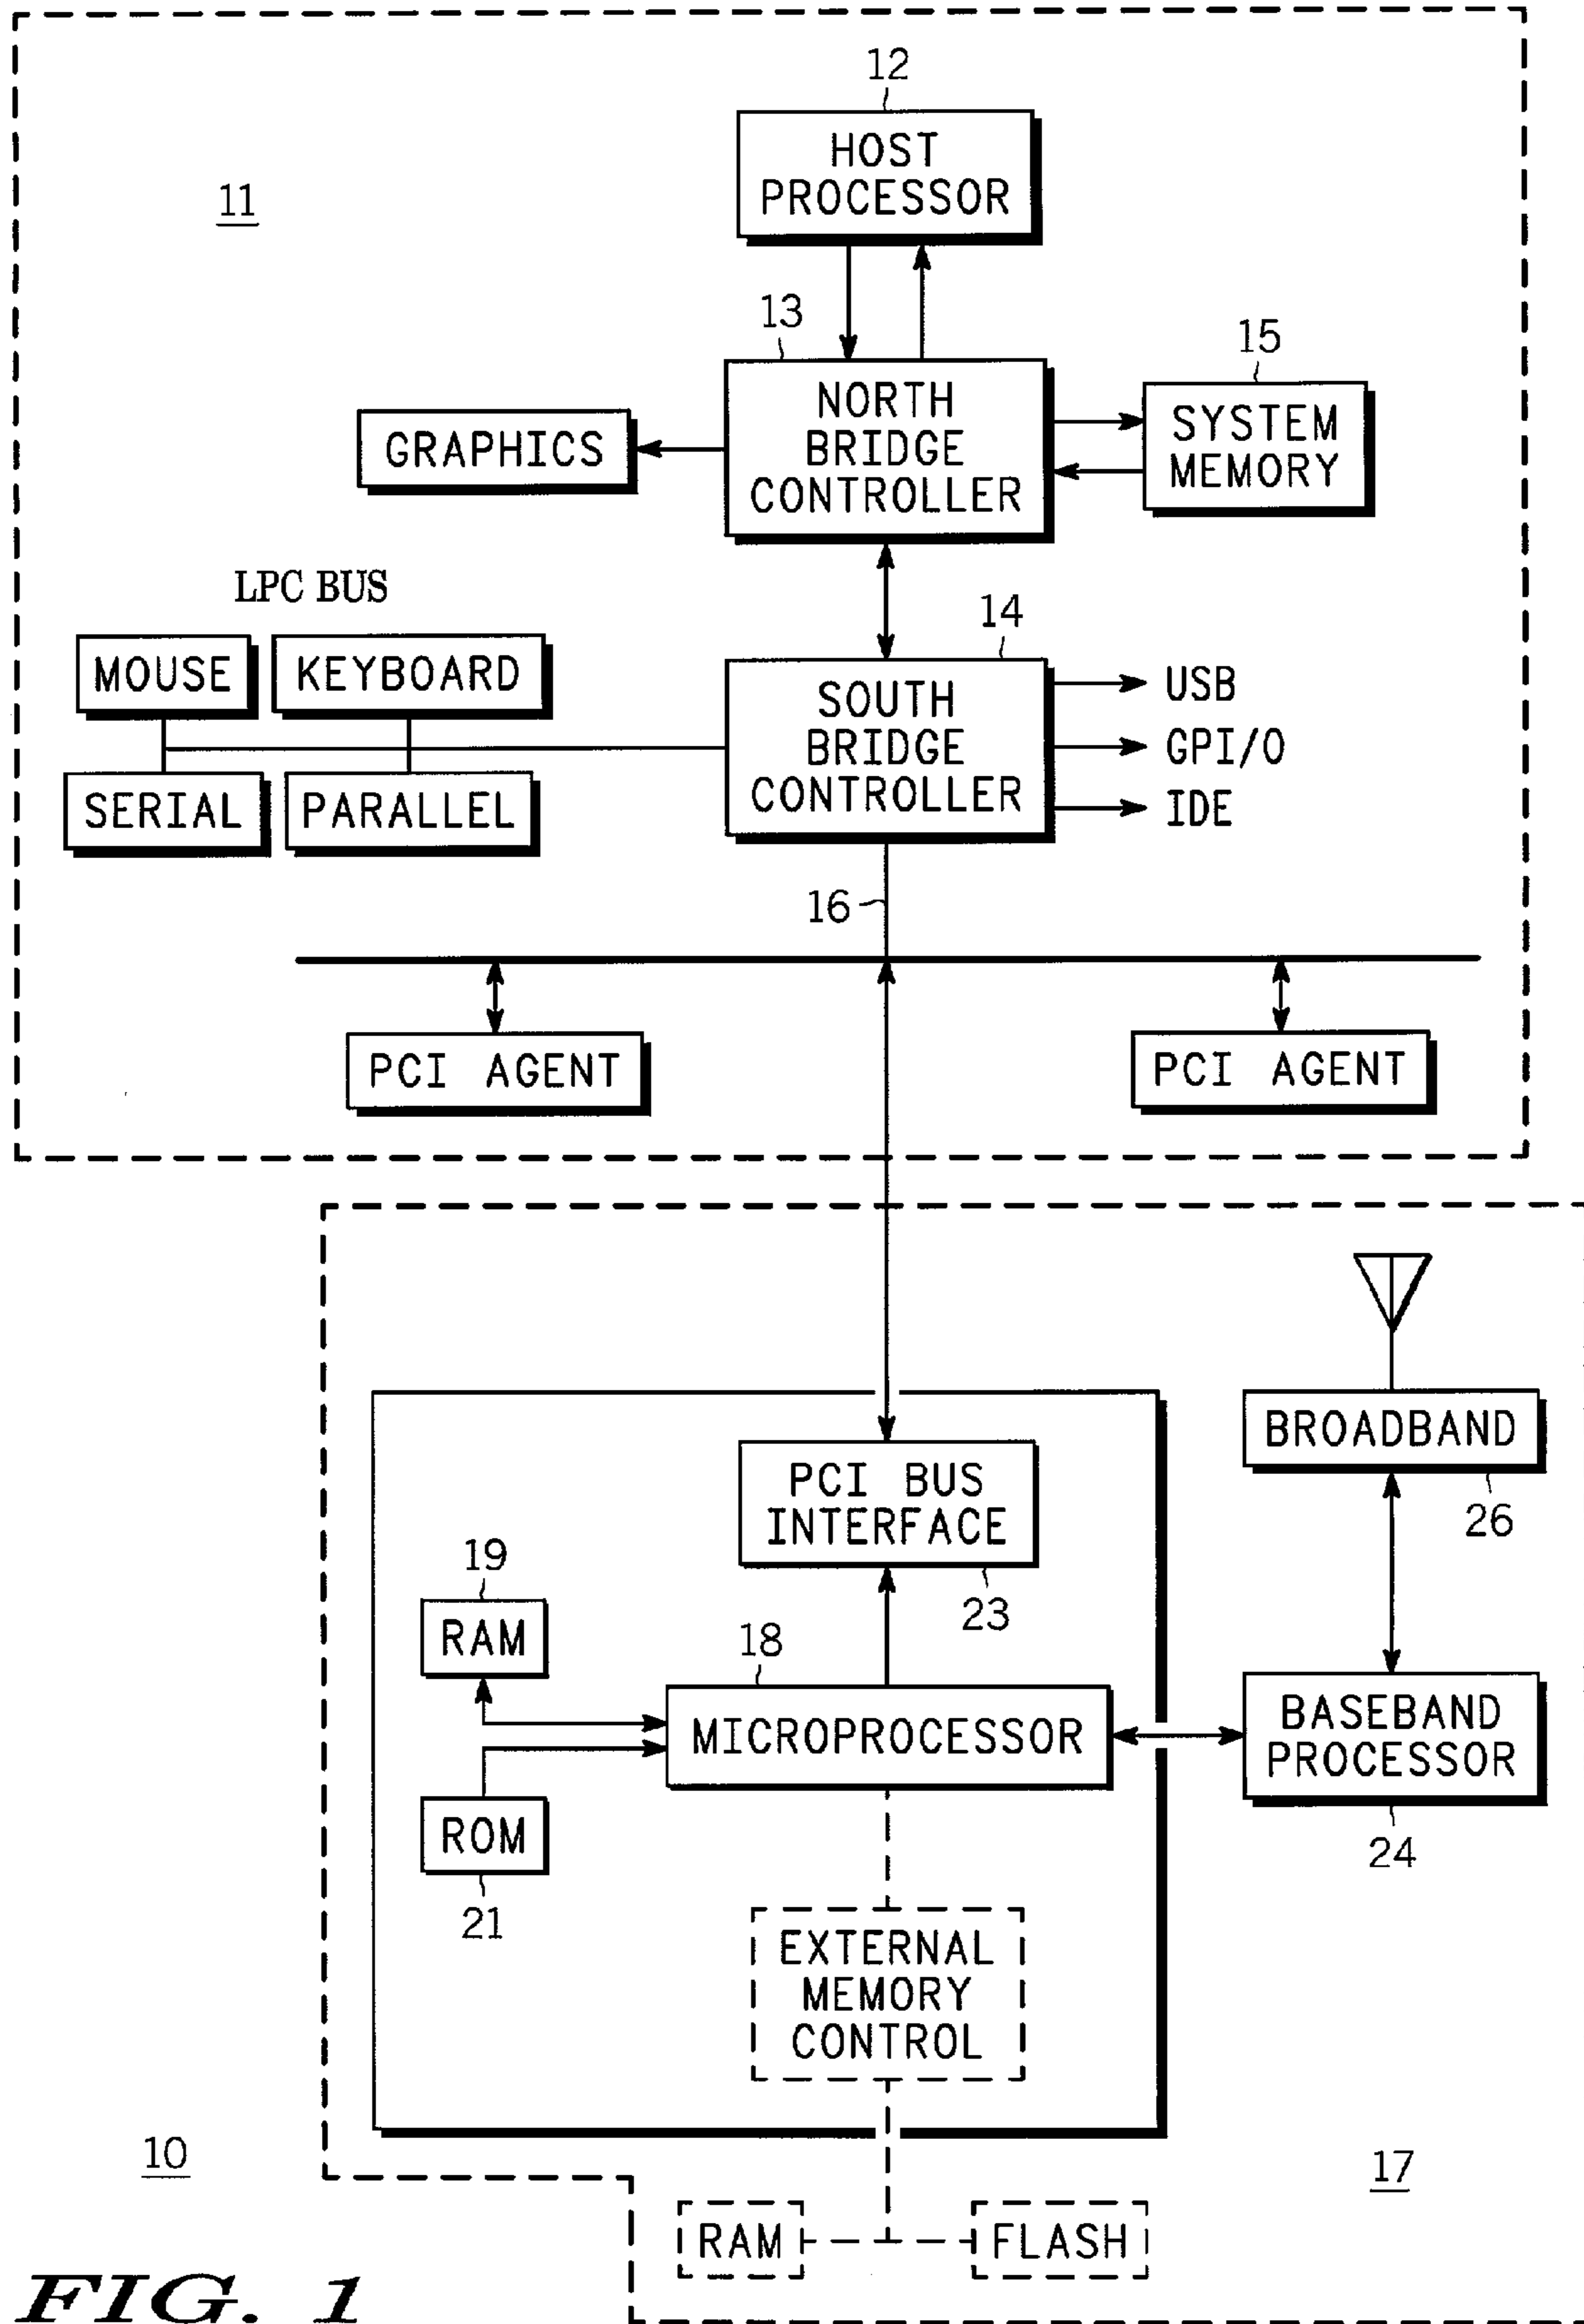 12
HOST
PROCESSOR
11
13
NORTH
BRIDGE
CONTROLLER
15
SYSTEM
MEMORY
GRAPHICS
LPC BUS
MOUSE
KEYBOARD
SERIAL
PARALLEL
14
SOUTH
BRIDGE
CONTROLLER
USB
GPI/O
IDE
16
PCI AGENT
PCI AGENT
BROADBAND
26
PCI BUS
INTERFACE
23
19
RAM
18
MICROPROCESSOR
BASEBAND
PROCESSOR
24
ROM
21
EXTERNAL
MEMORY
CONTROL
10
17
RAM
FLASH
FIG. 1